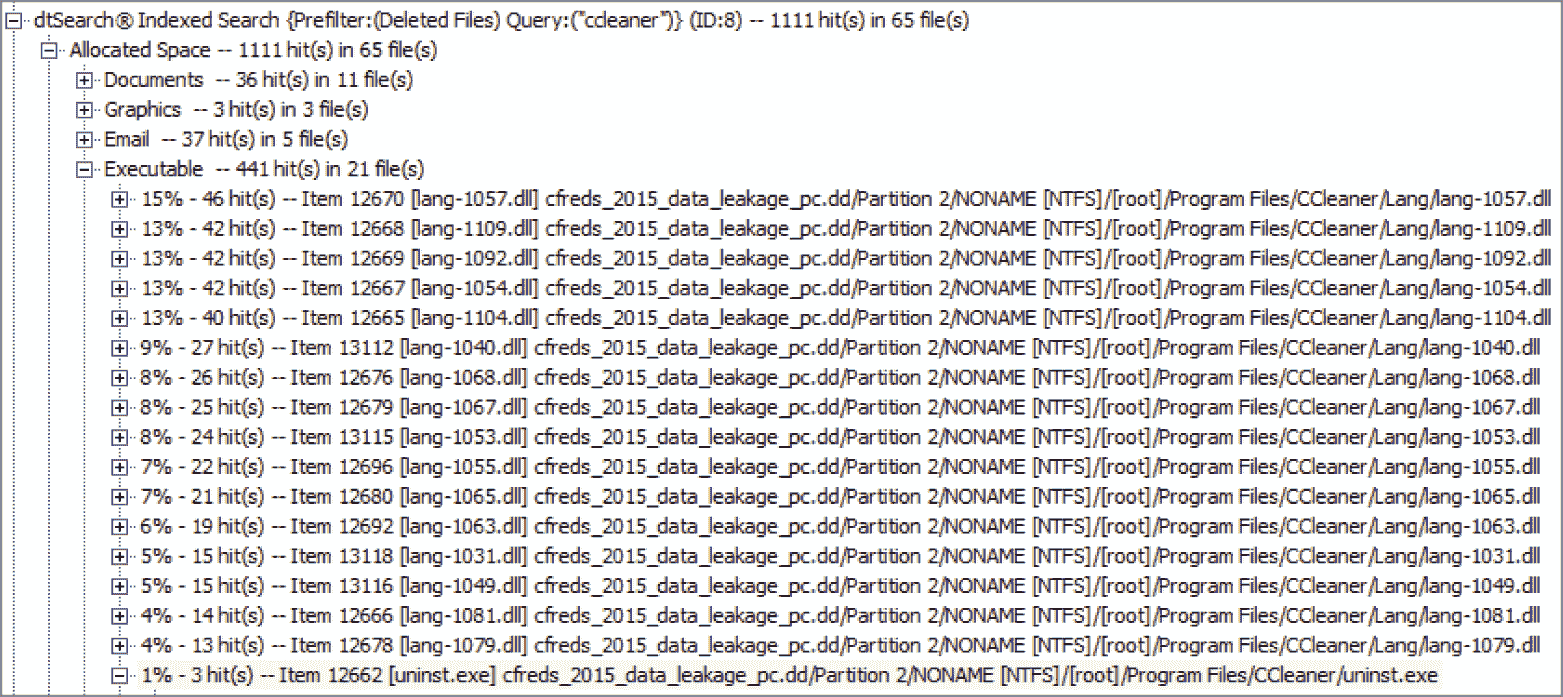 dtSearch® Indexed Search {Prefilter:(Deleted Files) Query:("ccleaner")} (ID:8) -- 1111 hit(s) in 65 file(s)
Allocated Space -- 1111 hit(s) in 65 file(s)
Documents -- 36 hit(s) in 11 file(s)
Graphics -- 3 hit(s) in 3 file(s)
Email -- 37 hit(s) in 5 file(s)
Executable -- 441 hit(s) in 21 file(s)
15% - 46 hit(s) -- Item 12670 [lang-1057.dll] cfreds_2015_data_leakage_pc.dd/Partition 2/NONAME [NTFS]/[root]/Program Files/CCleaner/Lang/lang-1057.dll
13% - 42 hit(s) -- Item 12668 [lang-1109.dll] cfreds_2015_data_leakage_pc.dd/Partition 2/NONAME [NTFS]/[root]/Program Files/CCleaner/Lang/lang-1109.dll
13% - 42 hit(s) -- Item 12669 [lang-1092.dll] cfreds_2015_data_leakage_pc.dd/Partition 2/NONAME [NTFS]/[root]/Program Files/CCleaner/Lang/lang-1092.dll
13% - 42 hit(s) -- Item 12667 [lang-1054.dll] cfreds_2015_data_leakage_pc.dd/Partition 2/NONAME [NTFS]/[root]/Program Files/CCleaner/Lang/lang-1054.dll
13% - 40 hit(s) -- Item 12665 [lang-1104.dll] cfreds_2015_data_leakage_pc.dd/Partition 2/NONAME [NTFS]/[root]/Program Files/CCleaner/Lang/lang-1104.dll
9% - 27 hit(s) -- Item 13112 [lang-1040.dll] cfreds_2015_data_leakage_pc.dd/Partition 2/NONAME [NTFS]/[root]/Program Files/CCleaner/Lang/lang-1040.dll
8% - 26 hit(s) -- Item 12676 [lang-1068.dll] cfreds_2015_data_leakage_pc.dd/Partition 2/NONAME [NTFS]/[root]/Program Files/CCleaner/Lang/lang-1068.dll
8% - 25 hit(s) -- Item 12679 [lang-1067.dll] cfreds_2015_data_leakage_pc.dd/Partition 2/NONAME [NTFS]/[root]/Program Files/CCleaner/Lang/lang-1067.dll
8% - 24 hit(s) -- Item 13115 [lang-1053.dll] cfreds_2015_data_leakage_pc.dd/Partition 2/NONAME [NTFS]/[root]/Program Files/CCleaner/Lang/lang-1053.dll
7% - 22 hit(s) -- Item 12696 [lang-1055.dll] cfreds_2015_data_leakage_pc.dd/Partition 2/NONAME [NTFS]/[root]/Program Files/CCleaner/Lang/lang-1055.dll
7% - 21 hit(s) -- Item 12680 [lang-1065.dll] cfreds_2015_data_leakage_pc.dd/Partition 2/NONAME [NTFS]/[root]/Program Files/CCleaner/Lang/lang-1065.dll
6% - 19 hit(s) -- Item 12692 [lang-1063.dll] cfreds_2015_data_leakage_pc.dd/Partition 2/NONAME [NTFS]/[root]/Program Files/CCleaner/Lang/lang-1063.dll
5% - 15 hit(s) -- Item 13118 [lang-1031.dll] cfreds_2015_data_leakage_pc.dd/Partition 2/NONAME [NTFS]/[root]/Program Files/CCleaner/Lang/lang-1031.dll
5% - 15 hit(s) -- Item 13116 [lang-1049.dll] cfreds_2015_data_leakage_pc.dd/Partition 2/NONAME [NTFS]/[root]/Program Files/CCleaner/Lang/lang-1049.dll
4% - 14 hit(s) -- Item 12666 [lang-1081.dll] cfreds_2015_data_leakage_pc.dd/Partition 2/NONAME [NTFS]/[root]/Program Files/CCleaner/Lang/lang-1081.dll
4% - 13 hit(s) -- Item 12678 [lang-1079.dll] cfreds_2015_data_leakage_pc.dd/Partition 2/NONAME [NTFS]/[root]/Program Files/CCleaner/Lang/lang-1079.dll
1% - 3 hit(s) -- Item 12662 [uninst.exe] cfreds_2015_data_leakage_pc.dd/Partition 2/NONAME [NTFS]/[root]/Program Files/CCleaner/uninst.exe